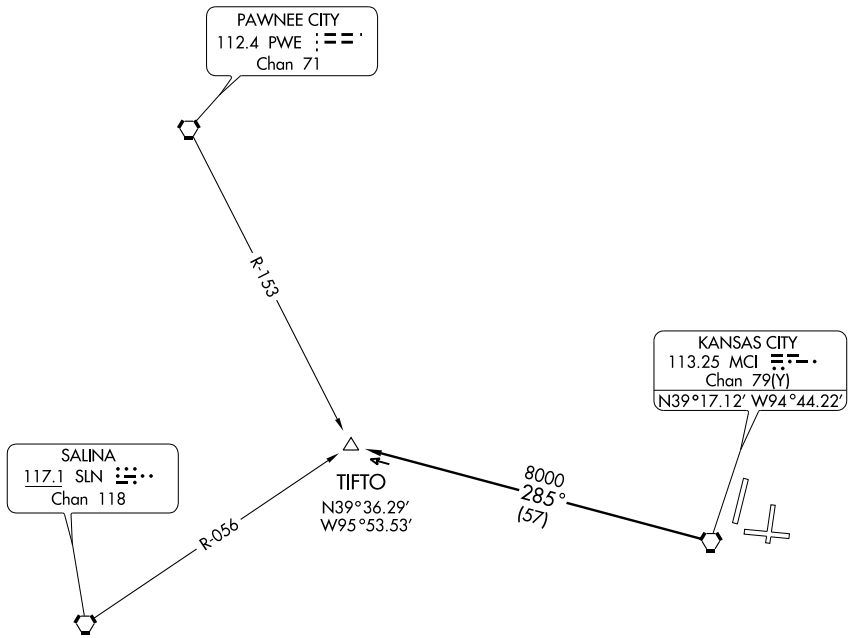 PAWNEE CITY
112.4 PWE
Chan 71
R-153
KANSAS CITY
113.25 MCI
Chan 79(Y)
N39°17.12' W94°44.22'
SALINA
117.1 SLN
Chan 118
TIFTO
N39°36.29'
W95°53.53'
8000
285°
(57)
R-056